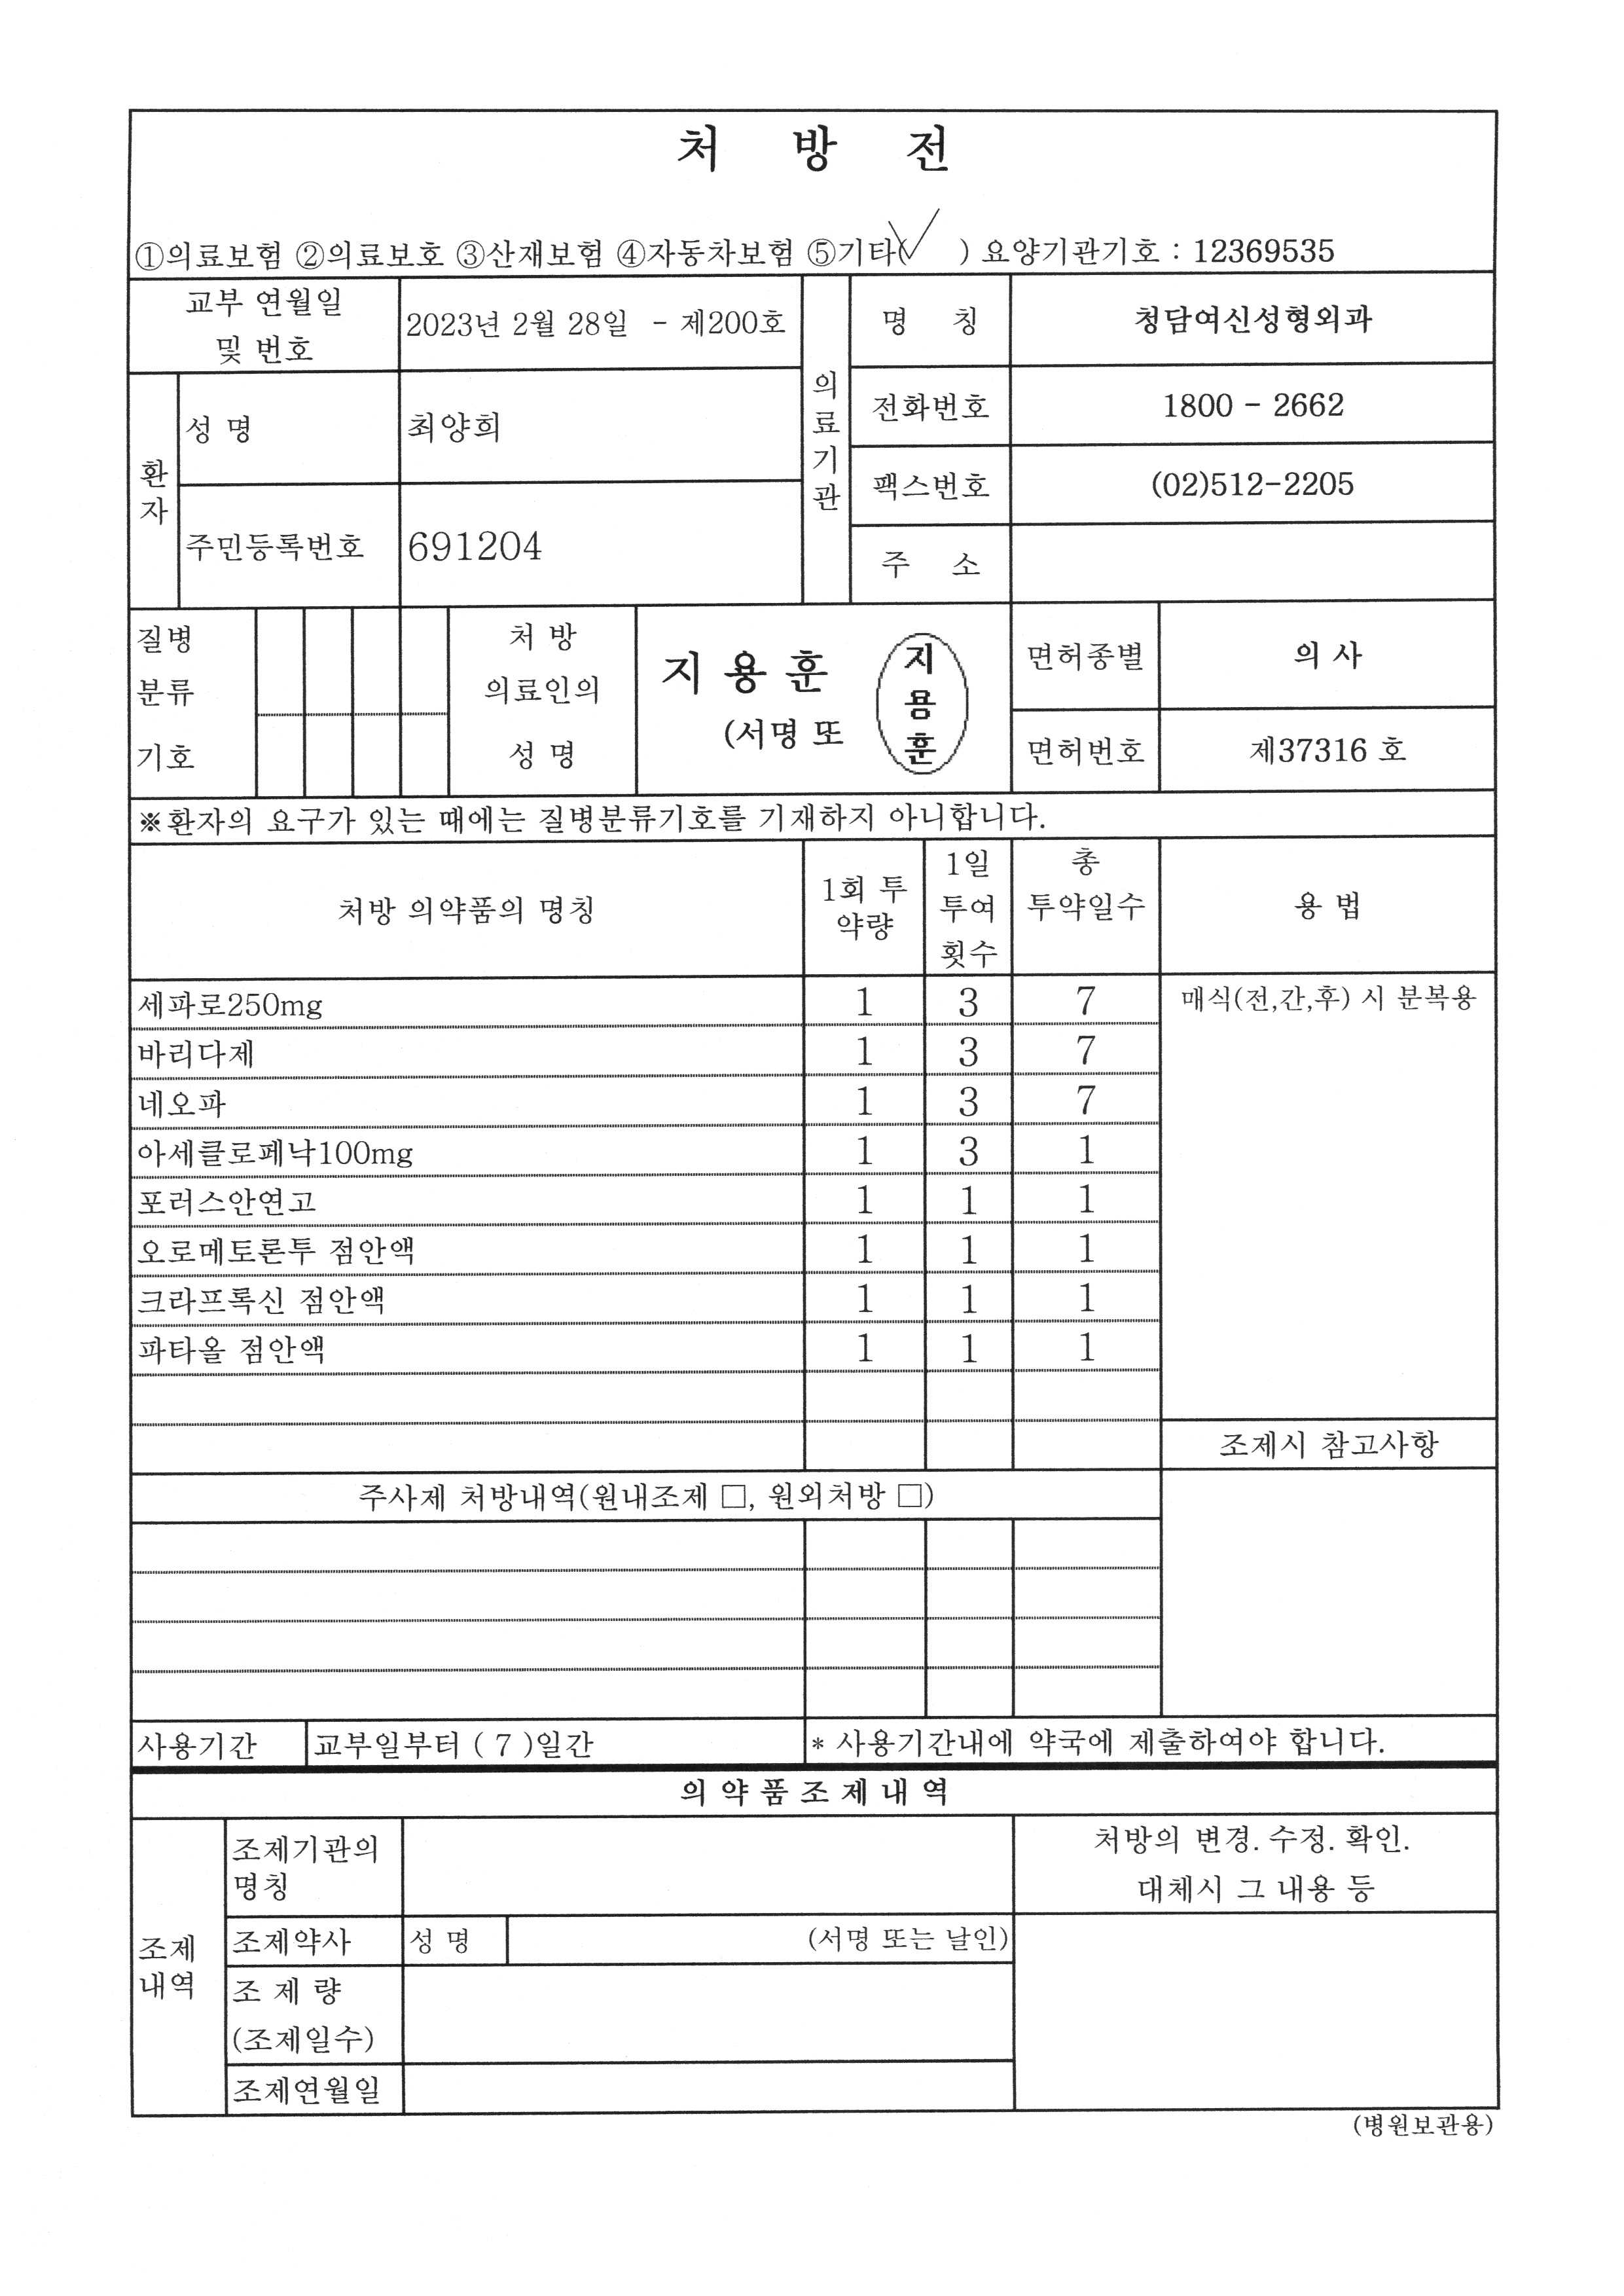 처 방 전
①의료보험 ②의료보호 ③산재보험 ④자동차보험 ⑤기타( ) 요양기관기호 : 12369535
교부 연월일 및 번호
2023년 2월 28일 - 제200호
환자
성 명
최양희
주민등록번호
691204
의료기관
명 칭
청담여신성형외과
전화번호
1800 - 2662
팩스번호
(02)512-2205
주 소
질병
분류
기호
처 방
의료인의
성 명
지 용 훈
(서명 또
지용훈
면허종별
의 사
면허번호
제37316 호
※환자의 요구가 있는 때에는 질병분류기호를 기재하지 아니합니다.
처방 의약품의 명칭
1회 투약량
1일 투여 횟수
총 투약일수
용 법
세파로250mg 1 3 7 매식(전,간,후) 시 분복용
바리다제 1 3 7
네오파 1 3 7
아세클로페낙100mg 1 3 1
포러스안연고 1 1 1
오로메토론투 점안액 1 1 1
크라프록신 점안액 1 1 1
파타올 점안액 1 1 1
조제시 참고사항
주사제 처방내역(원내조제 □, 원외처방 □)
사용기간
교부일부터 ( 7 )일간
* 사용기간내에 약국에 제출하여야 합니다.
의 약 품 조 제 내 역
조제
내역
조제기관의
명칭
처방의 변경. 수정. 확인.
대체시 그 내용 등
조제약사
성 명
(서명 또는 날인)
조 제 량
(조제일수)
조제연월일
(병원보관용)